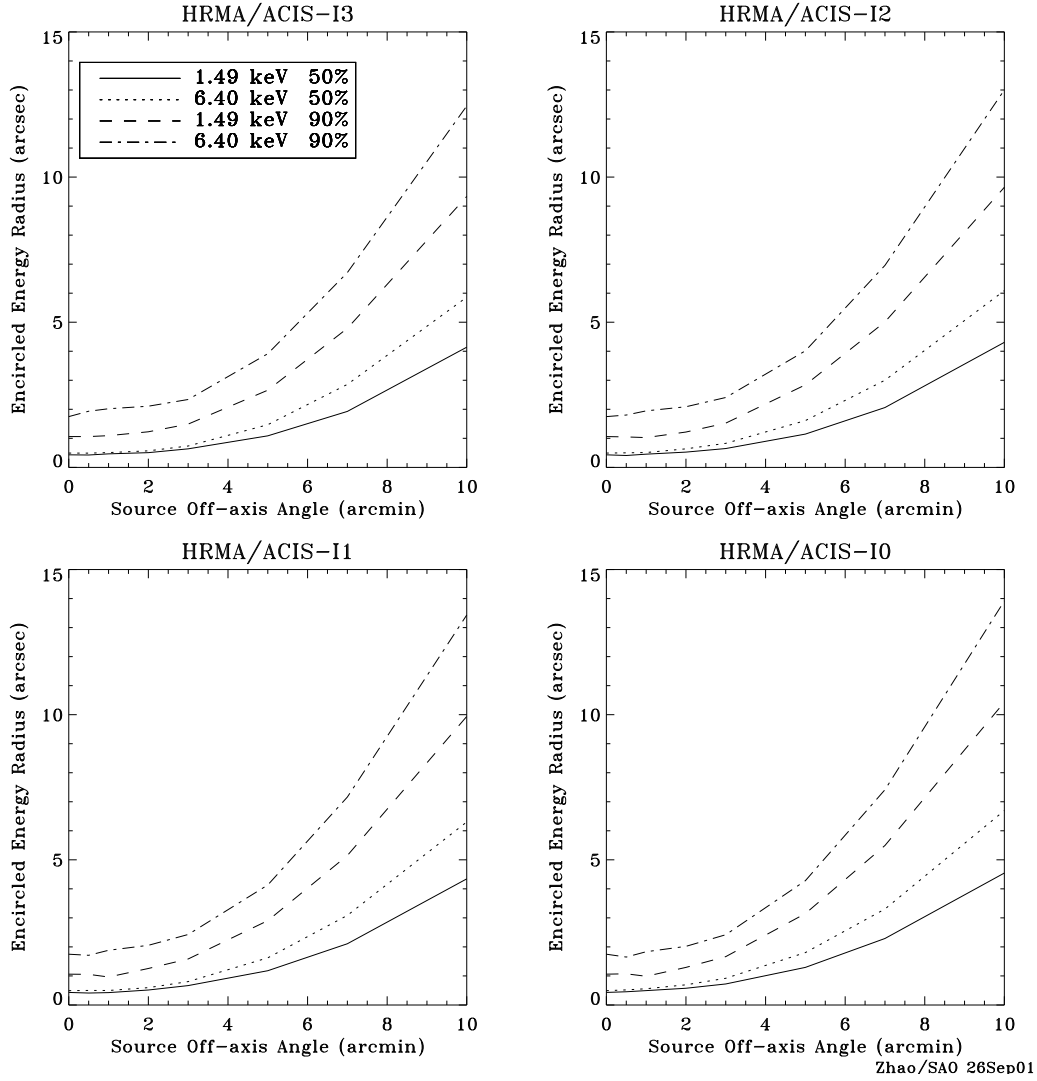 HRMA/ACIS-I3
15
10
5
0
Encircled Energy Radius (arcsec)
1.49 keV 50%
6.40 keV 50%
1.49 keV 90%
6.40 keV 90%
0 2 4 6 8 10
Source Off-axis Angle (arcmin)
HRMA/ACIS-I2
15
10
5
0
Encircled Energy Radius (arcsec)
0 2 4 6 8 10
Source Off-axis Angle (arcmin)
HRMA/ACIS-I1
15
10
5
0
Encircled Energy Radius (arcsec)
0 2 4 6 8 10
Source Off-axis Angle (arcmin)
HRMA/ACIS-I0
15
10
5
0
Encircled Energy Radius (arcsec)
0 2 4 6 8 10
Source Off-axis Angle (arcmin)
Zhao/SAO 26Sep01